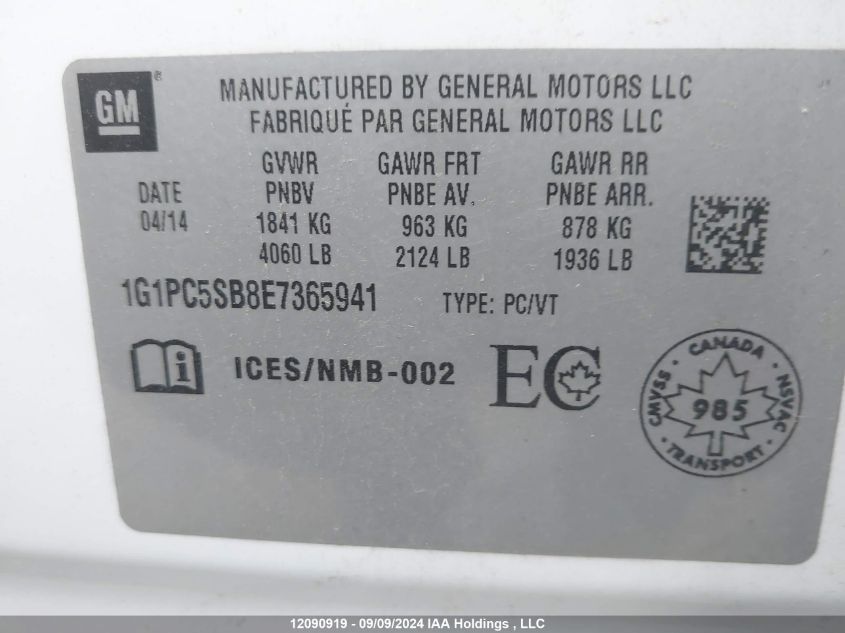 GM ®
MANUFACTURED BY GENERAL MOTORS LLC
FABRIQUÉ PAR GENERAL MOTORS LLC
GVWR GAWR FRT GAWR RR
DATE PNBV PNBE AV. PNBE ARR.
04/14 1841 KG 963 KG 878 KG
4060 LB 2124 LB 1936 LB
1G1PC5SB8E7365941 TYPE: PC/VT
i ICES/NMB-002 EC
CANADA
CMVSS · 985 · NSVAC
· TRANSPORT ·
12090919 - 09/09/2024 IAA Holdings , LLC